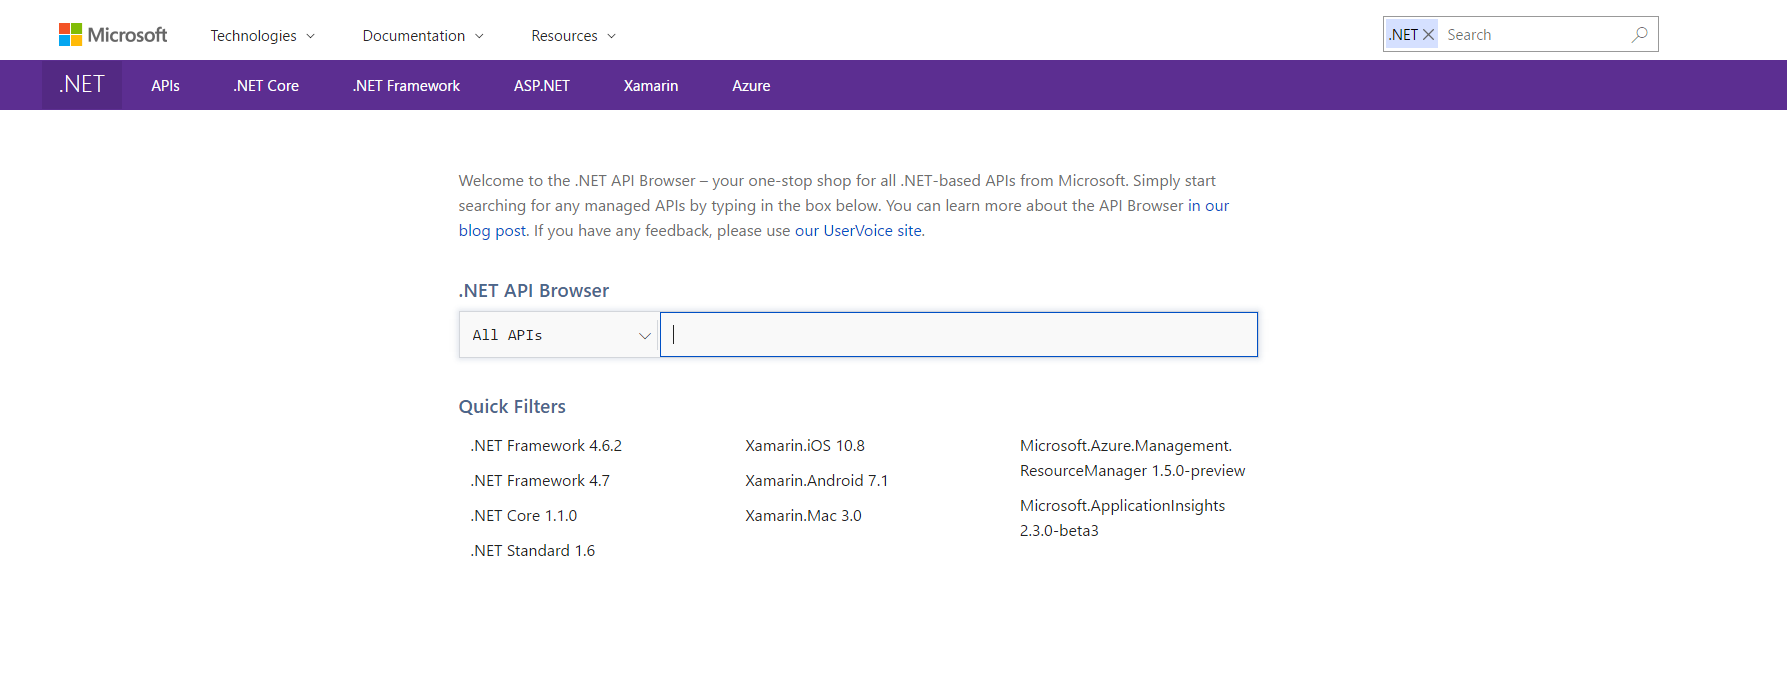 Microsoft Technologies Documentation Resources .NET Search
.NET APIs .NET Core .NET Framework ASP.NET Xamarin Azure
Welcome to the .NET API Browser – your one-stop shop for all .NET-based APIs from Microsoft. Simply start
searching for any managed APIs by typing in the box below. You can learn more about the API Browser in our
blog post. If you have any feedback, please use our UserVoice site.
.NET API Browser
All APIs
Quick Filters
.NET Framework 4.6.2
.NET Framework 4.7
.NET Core 1.1.0
.NET Standard 1.6
Xamarin.iOS 10.8
Xamarin.Android 7.1
Xamarin.Mac 3.0
Microsoft.Azure.Management.
ResourceManager 1.5.0-preview
Microsoft.ApplicationInsights
2.3.0-beta3